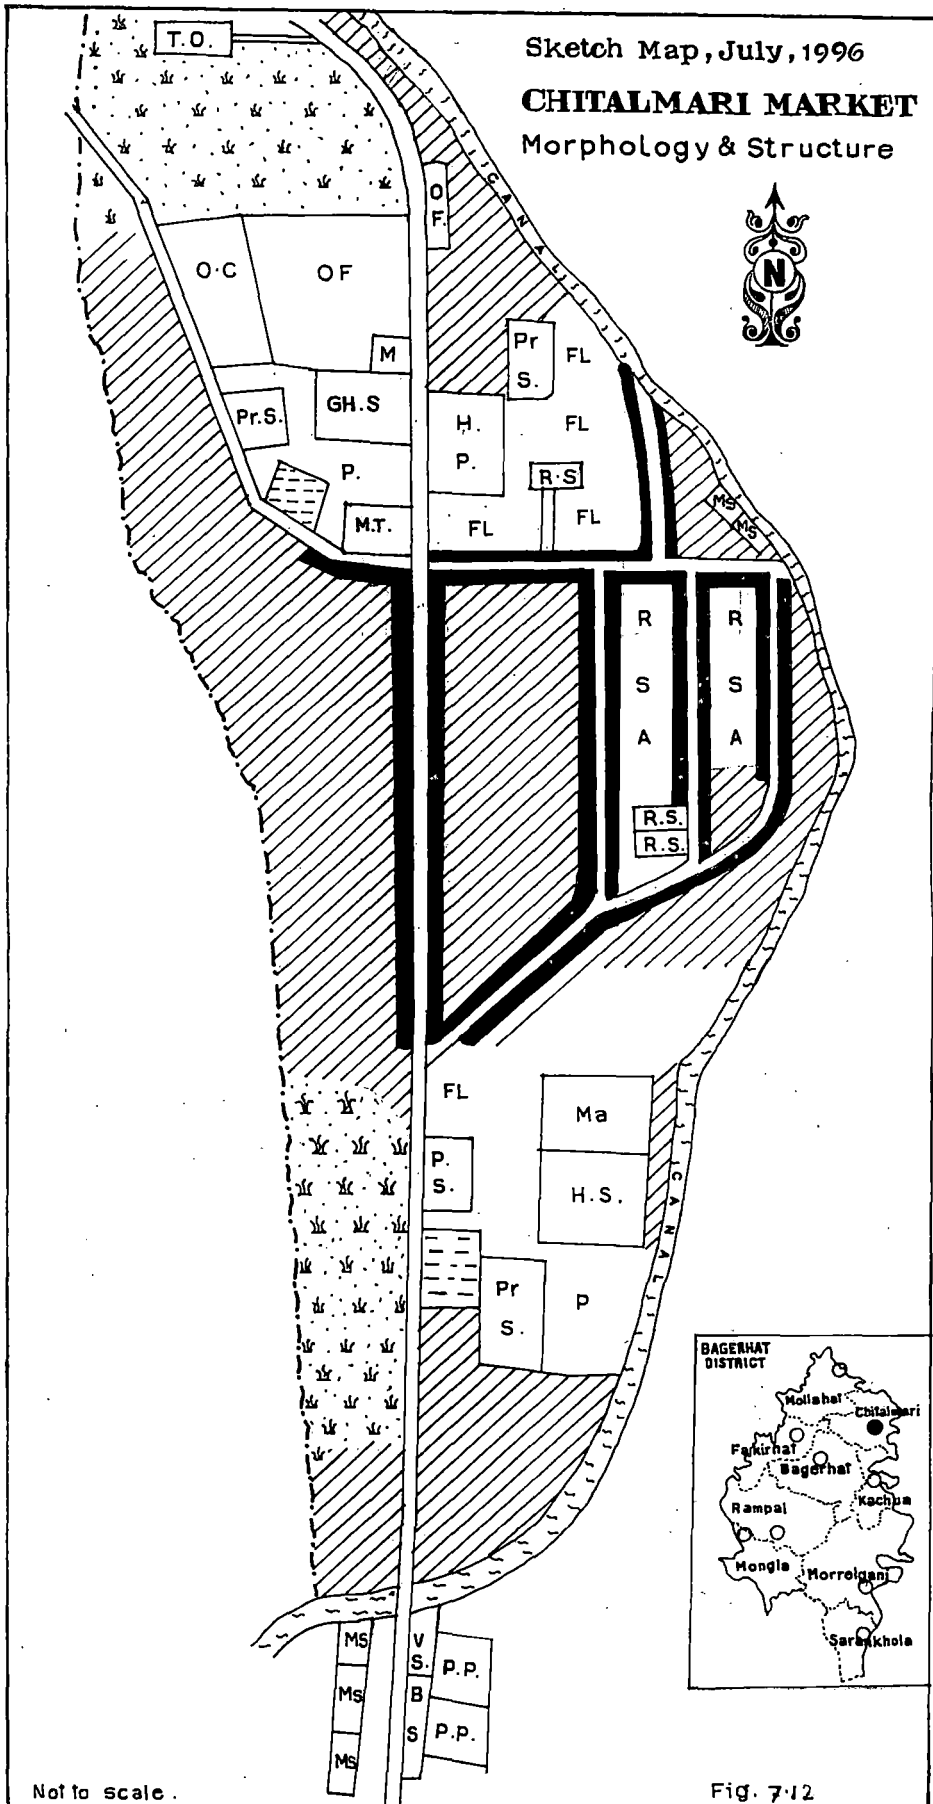 Sketch Map, July, 1996
CHITALMARI MARKET
Morphology & Structure
N
T.O.
CANAL
O
F.
O.C
OF
M
Pr
S.
FL
Pr.S.
GH.S
H.
P.
FL
P.
R.S
M.T.
FL
FL
MS
MS
R
S
A
R
S
A
R.S.
R.S.
FL
Ma
P.
S.
H.S.
CANAL
Pr
S.
P
BAGERHAT
DISTRICT
Mollahat
Chitalmari
Fakirhat
Bagerhat
Kachua
Rampal
Mongla
Morrolganj
Sarankhola
MS
V
S.
P.P.
Ms
B
S
P.P.
MS
Not to scale.
Fig. 7.12